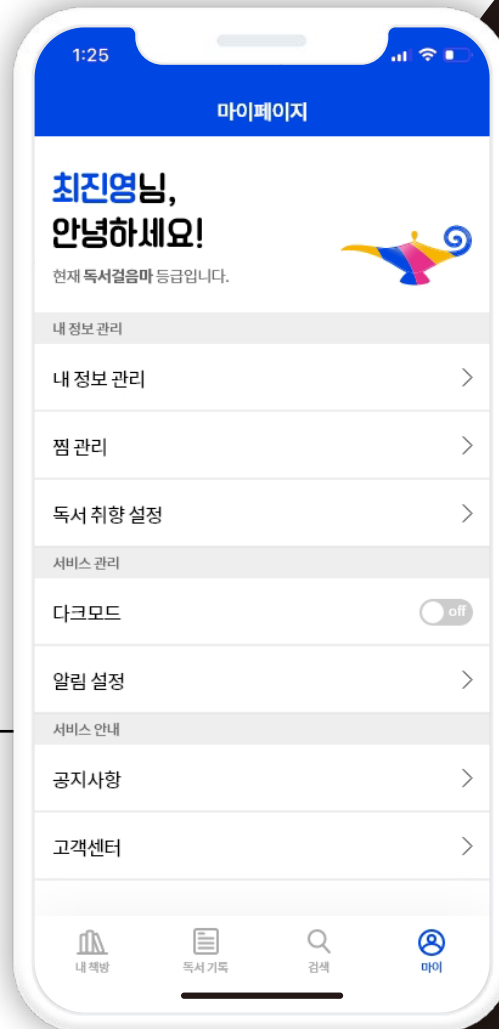 1:25
마이페이지
최진영님,
안녕하세요!
현재 독서걸음마 등급입니다.
내 정보 관리
내 정보 관리
찜 관리
독서 취향 설정
서비스 관리
다크모드
off
알림 설정
서비스 안내
공지사항
고객센터
내 책방
독서 기록
검색
마이